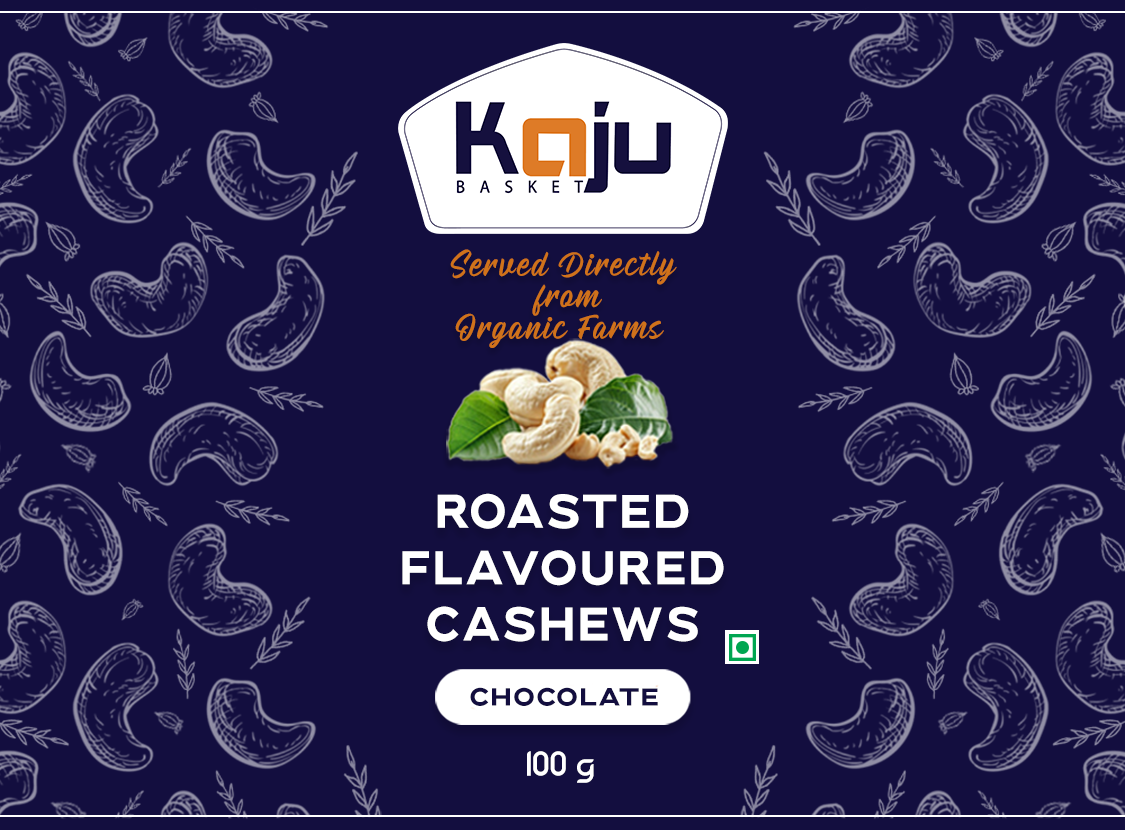 Kaju
BASKET
Served Directly
from
Organic Farms
ROASTED
FLAVOURED
CASHEWS
CHOCOLATE
100 g